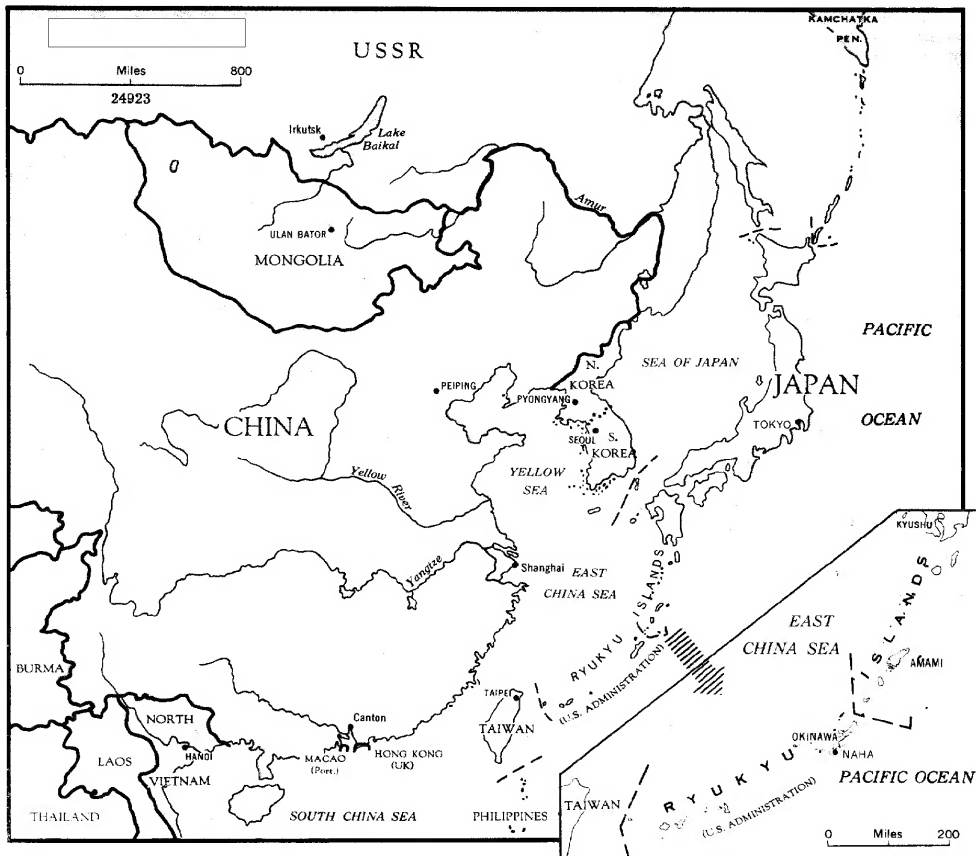 KAMCHATKA
PEN.
USSR
0 Miles 800
24923
Irkutsk
Lake
Baikal
Amur
ULAN BATOR
MONGOLIA
PACIFIC
OCEAN
SEA OF JAPAN
N.
KOREA
PEIPING
PYONGYANG
JAPAN
CHINA
TOKYO
SEOUL
S.
KOREA
YELLOW
SEA
Yellow
River
KYUSHU
Yangtze
Shanghai
EAST
CHINA SEA
RYUKYU ISLANDS
(U.S. ADMINISTRATION)
EAST
CHINA SEA
RYUKYU ISLANDS
AMAMI
BURMA
TAIPEI
TAIWAN
NORTH
Canton
HANOI
LAOS
VIETNAM
MACAO
(Port.)
HONG KONG
(UK)
OKINAWA
NAHA
PACIFIC OCEAN
TAIWAN
(U.S. ADMINISTRATION)
THAILAND
SOUTH CHINA SEA
PHILIPPINES
0 Miles 200